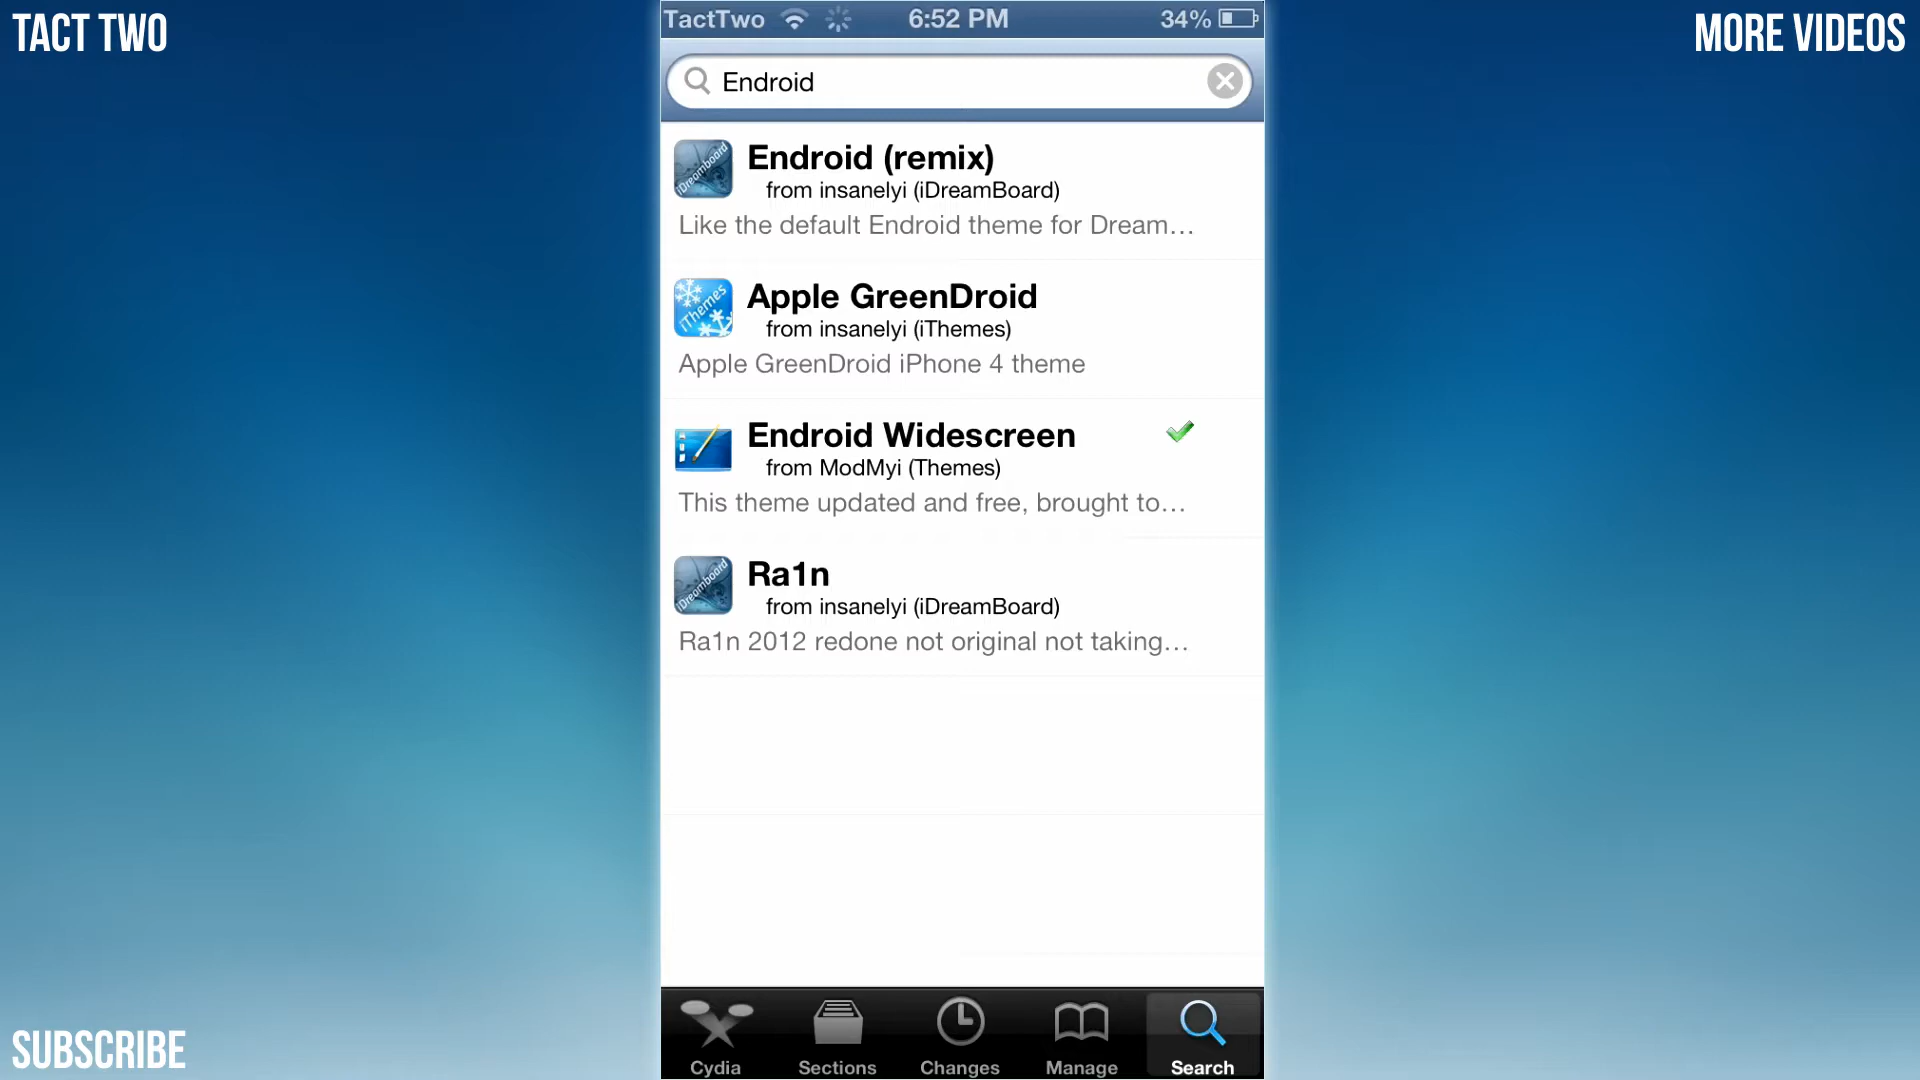 TACT TWO
MORE VIDEOS
TactTwo 6:52 PM 34%
Endroid
iDreamboard
Endroid (remix)
from insanelyi (iDreamBoard)
Like the default Endroid theme for Dream…
iThemes
Apple GreenDroid
from insanelyi (iThemes)
Apple GreenDroid iPhone 4 theme
Endroid Widescreen
from ModMyi (Themes)
This theme updated and free, brought to…
iDreamboard
Ra1n
from insanelyi (iDreamBoard)
Ra1n 2012 redone not original not taking…
Cydia Sections Changes Manage Search
SUBSCRIBE